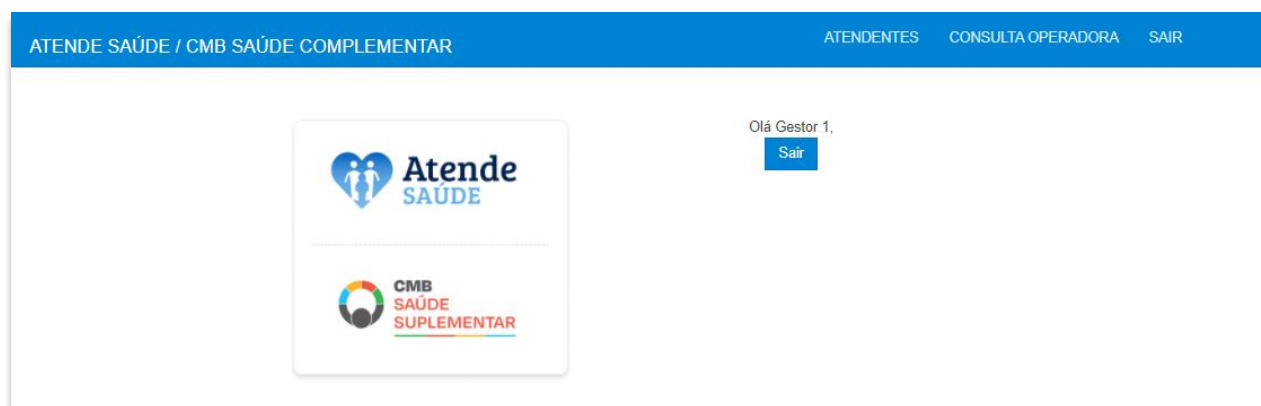 ATENDE SAÚDE / CMB SAÚDE COMPLEMENTAR
ATENDENTES CONSULTA OPERADORA SAIR
Atende
SAÚDE
CMB
SAÚDE
SUPLEMENTAR
Olá Gestor 1,
Sair